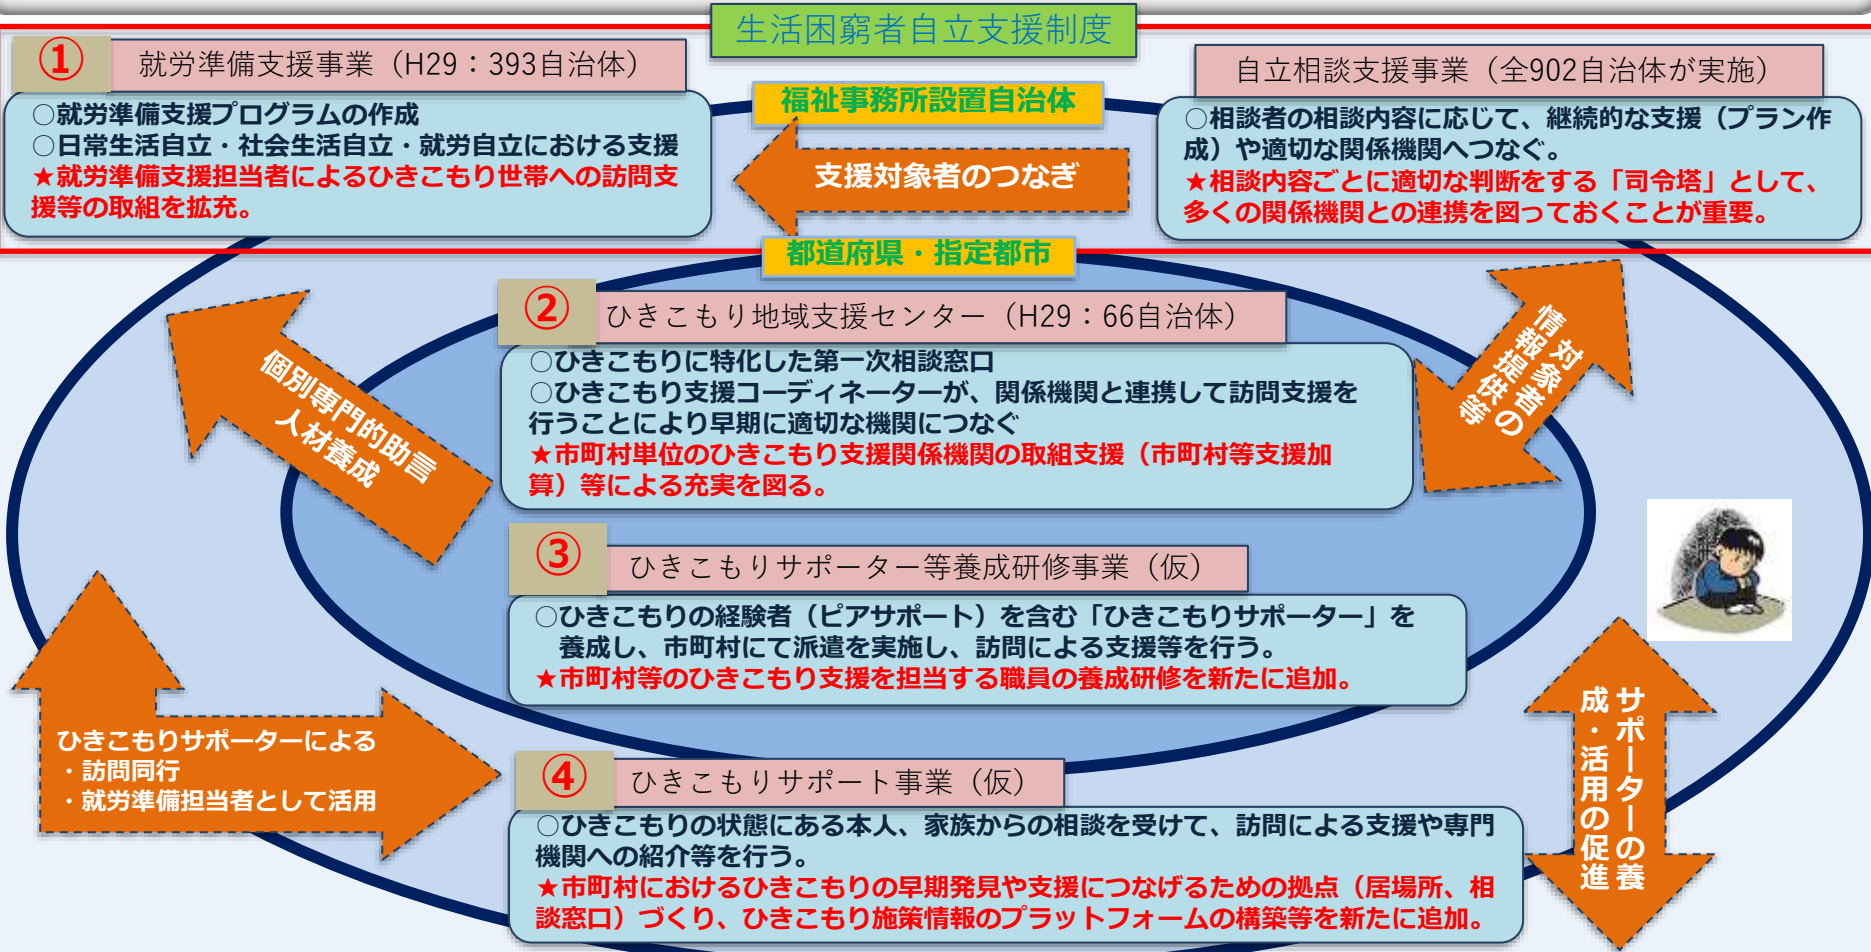 生活困窮者自立支援制度
①
就労準備支援事業（H29：393自治体）
○就労準備支援プログラムの作成
○日常生活自立・社会生活自立・就労自立における支援
★就労準備支援担当者によるひきこもり世帯への訪問支
援等の取組を拡充。
福祉事務所設置自治体
支援対象者のつなぎ
自立相談支援事業（全902自治体が実施）
○相談者の相談内容に応じて、継続的な支援（プラン作
成）や適切な関係機関へつなぐ。
★相談内容ごとに適切な判断をする「司令塔」として、
多くの関係機関との連携を図っておくことが重要。
都道府県・指定都市
②
ひきこもり地域支援センター（H29：66自治体）
○ひきこもりに特化した第一次相談窓口
○ひきこもり支援コーディネーターが、関係機関と連携して訪問支援を
行うことにより早期に適切な機関につなぐ
★市町村単位のひきこもり支援関係機関の取組支援（市町村等支援加
算）等による充実を図る。
個別専門的助言
人材養成
対象者の
情報提供等
③
ひきこもりサポーター等養成研修事業（仮）
○ひきこもりの経験者（ピアサポート）を含む「ひきこもりサポーター」を
養成し、市町村にて派遣を実施し、訪問による支援等を行う。
★市町村等のひきこもり支援を担当する職員の養成研修を新たに追加。
ひきこもりサポーターによる
・訪問同行
・就労準備担当者として活用
サポーターの養
成・活用の促進
④
ひきこもりサポート事業（仮）
○ひきこもりの状態にある本人、家族からの相談を受けて、訪問による支援や専門
機関への紹介等を行う。
★市町村におけるひきこもりの早期発見や支援につなげるための拠点（居場所、相
談窓口）づくり、ひきこもり施策情報のプラットフォームの構築等を新たに追加。